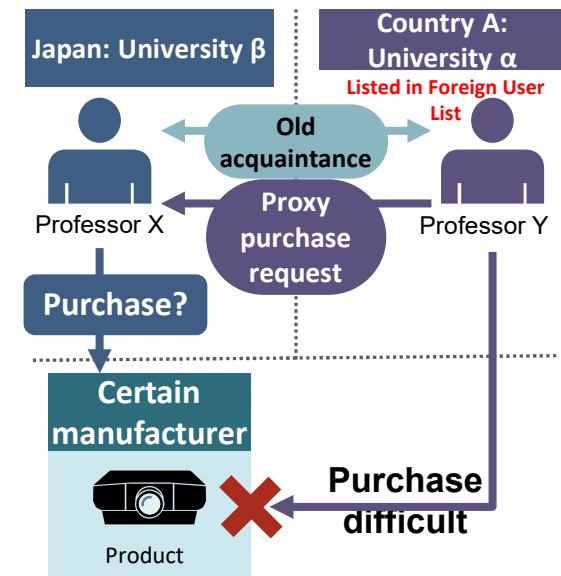 Japan: University β
Country A:
University α
Listed in Foreign User
List
Old
acquaintance
Proxy
purchase
request
Professor X
Professor Y
Purchase?
Certain
manufacturer
Product
Purchase
difficult